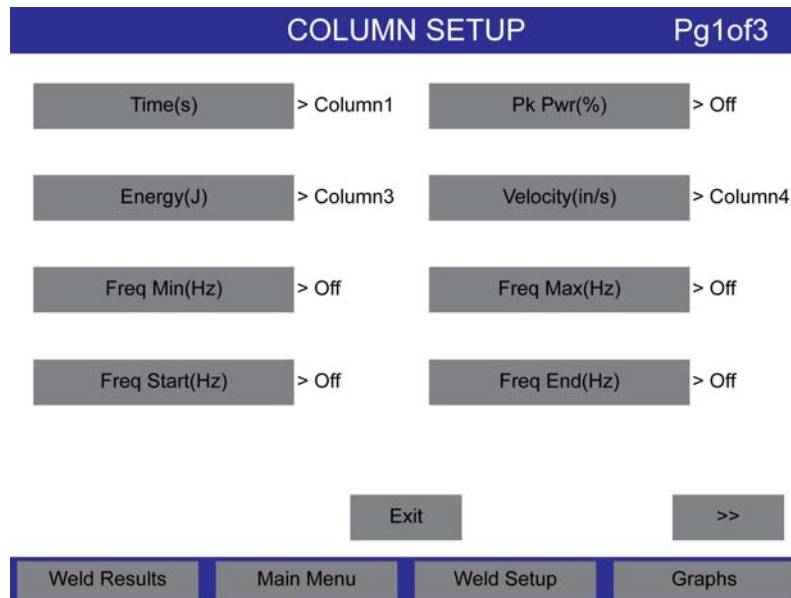 COLUMN SETUP Pg1of3
Time(s) > Column1 Pk Pwr(%) > Off
Energy(J) > Column3 Velocity(in/s) > Column4
Freq Min(Hz) > Off Freq Max(Hz) > Off
Freq Start(Hz) > Off Freq End(Hz) > Off
Exit >>
Weld Results Main Menu Weld Setup Graphs